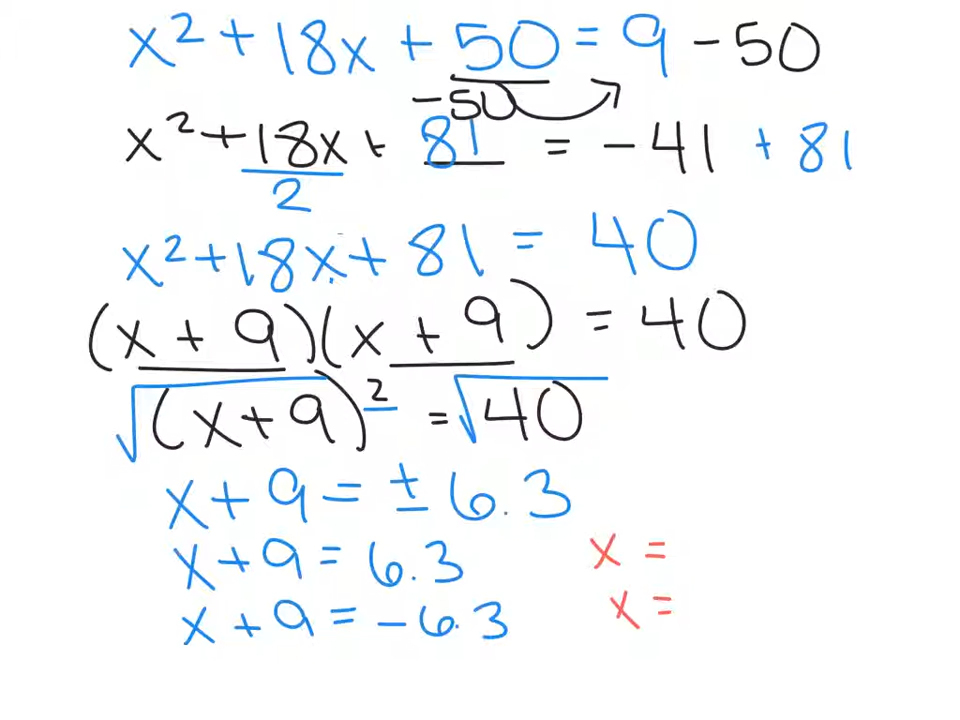 x² + 18x + 50 = 9 - 50
-50
x² + 18x + 81 = -41 + 81
2
x² + 18x + 81 = 40
(x + 9)(x + 9) = 40
√(x + 9)² = √40
x + 9 = ± 6.3
x + 9 = 6.3
x + 9 = -6.3
x =
x =